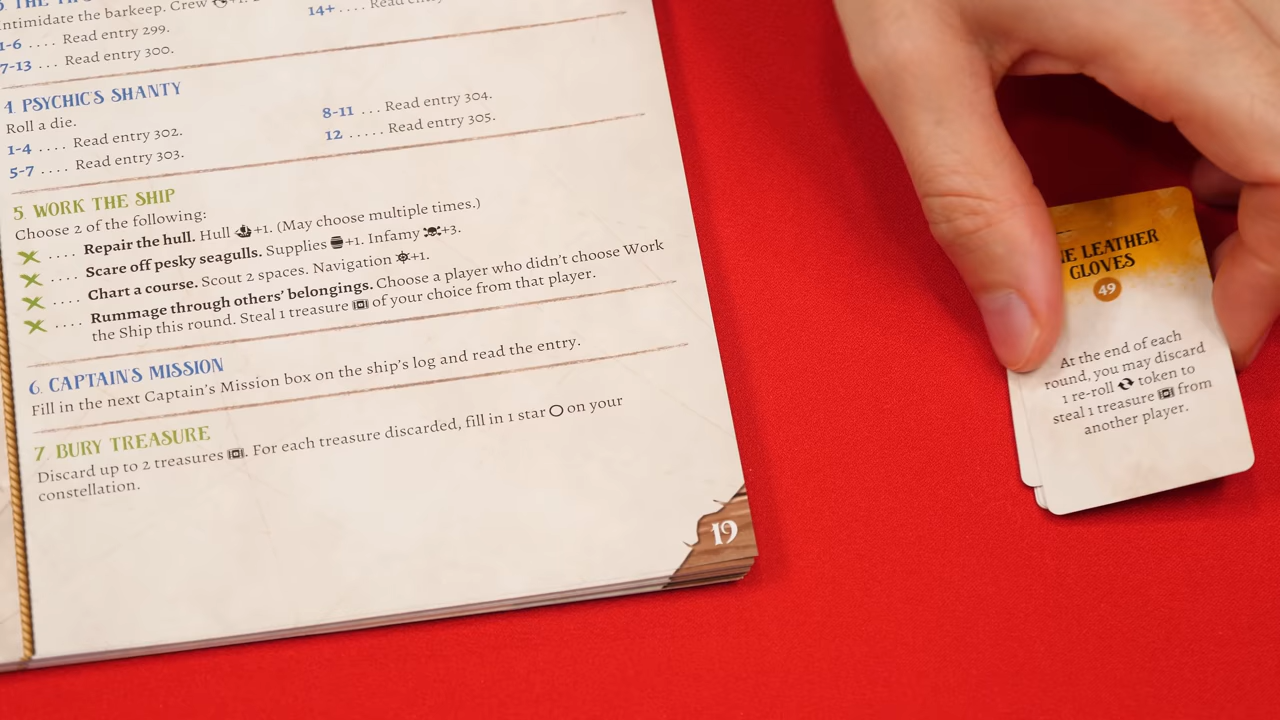 Intimidate the barkeep. Crew +1.
1-6 .... Read entry 299.
7-13 .... Read entry 300.
14+ .... Read
4. PSYCHIC'S SHANTY
Roll a die.
1-4 .... Read entry 302.
5-7 .... Read entry 303.
8-11 ... Read entry 304.
12 ..... Read entry 305.
5. WORK THE SHIP
Choose 2 of the following:
.... Repair the hull. Hull +1. (May choose multiple times.)
.... Scare off pesky seagulls. Supplies +1. Infamy +3.
.... Chart a course. Scout 2 spaces. Navigation +1.
.... Rummage through others' belongings. Choose a player who didn't choose Work
the Ship this round. Steal 1 treasure of your choice from that player.
6. CAPTAIN'S MISSION
Fill in the next Captain's Mission box on the ship's log and read the entry.
7. BURY TREASURE
Discard up to 2 treasures . For each treasure discarded, fill in 1 star on your
constellation.
19
LEATHER
GLOVES
49
At the end of each
round, you may discard
1 re-roll token to
steal 1 treasure from
another player.